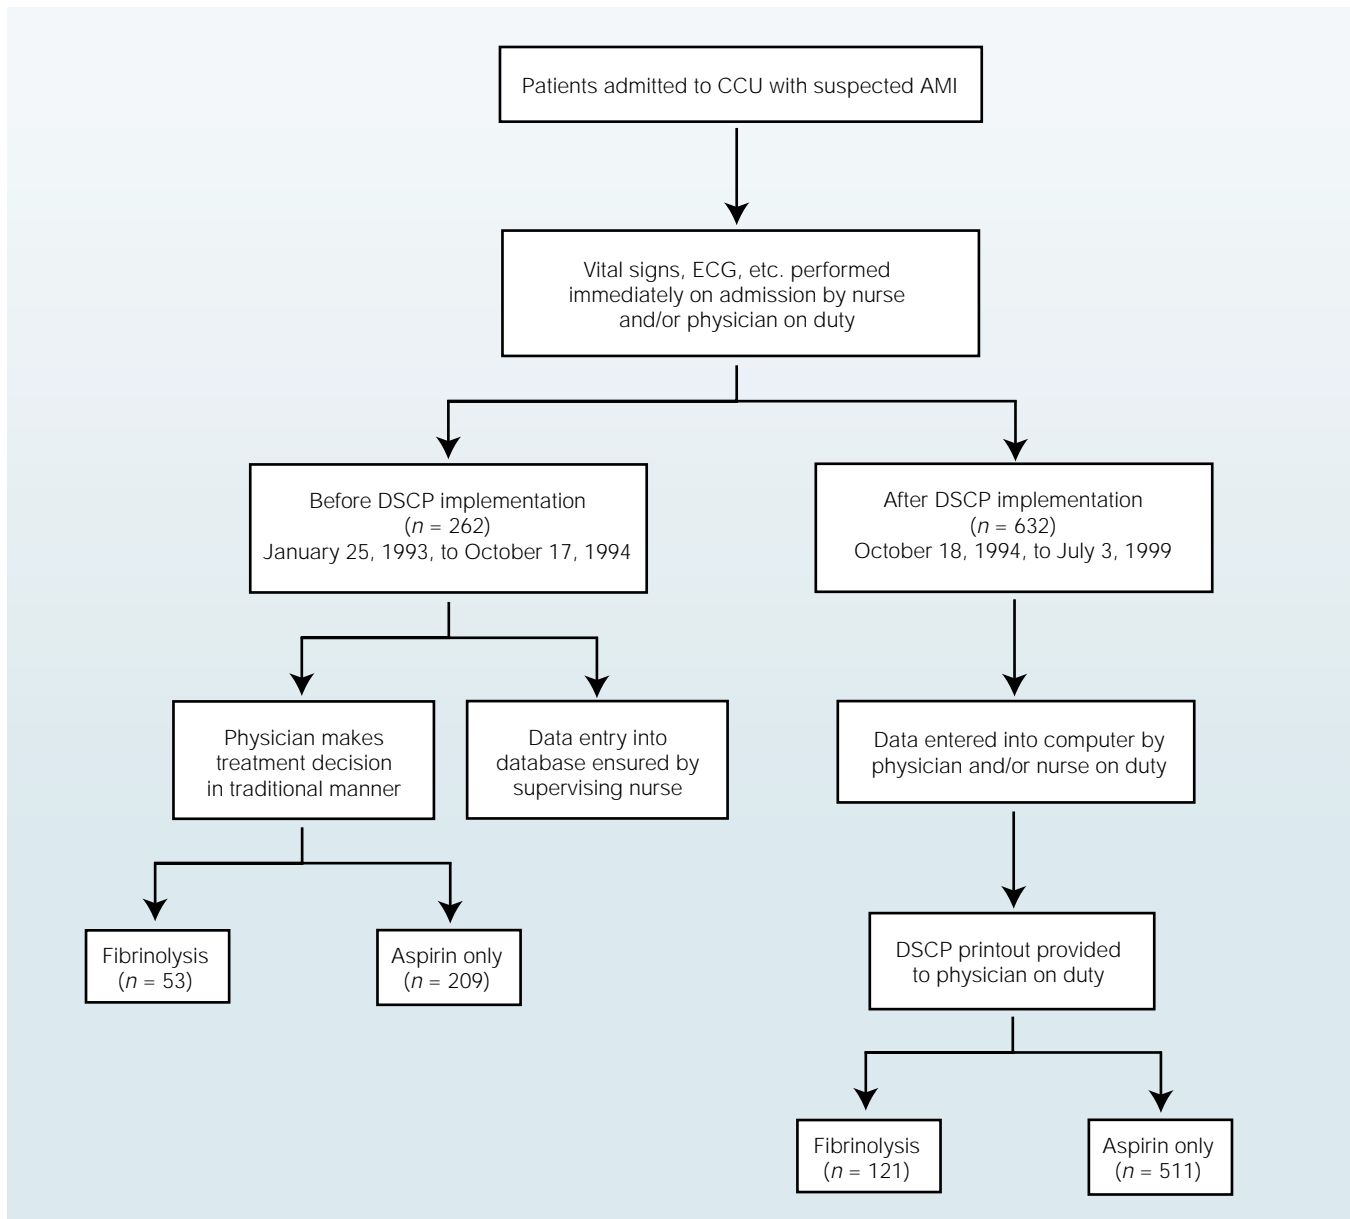 Patients admitted to CCU with suspected AMI
Vital signs, ECG, etc. performed
immediately on admission by nurse
and/or physician on duty
Before DSCP implementation
(n = 262)
January 25, 1993, to October 17, 1994
After DSCP implementation
(n = 632)
October 18, 1994, to July 3, 1999
Physician makes
treatment decision
in traditional manner
Data entry into
database ensured by
supervising nurse
Data entered into computer by
physician and/or nurse on duty
Fibrinolysis
(n = 53)
Aspirin only
(n = 209)
DSCP printout provided
to physician on duty
Fibrinolysis
(n = 121)
Aspirin only
(n = 511)